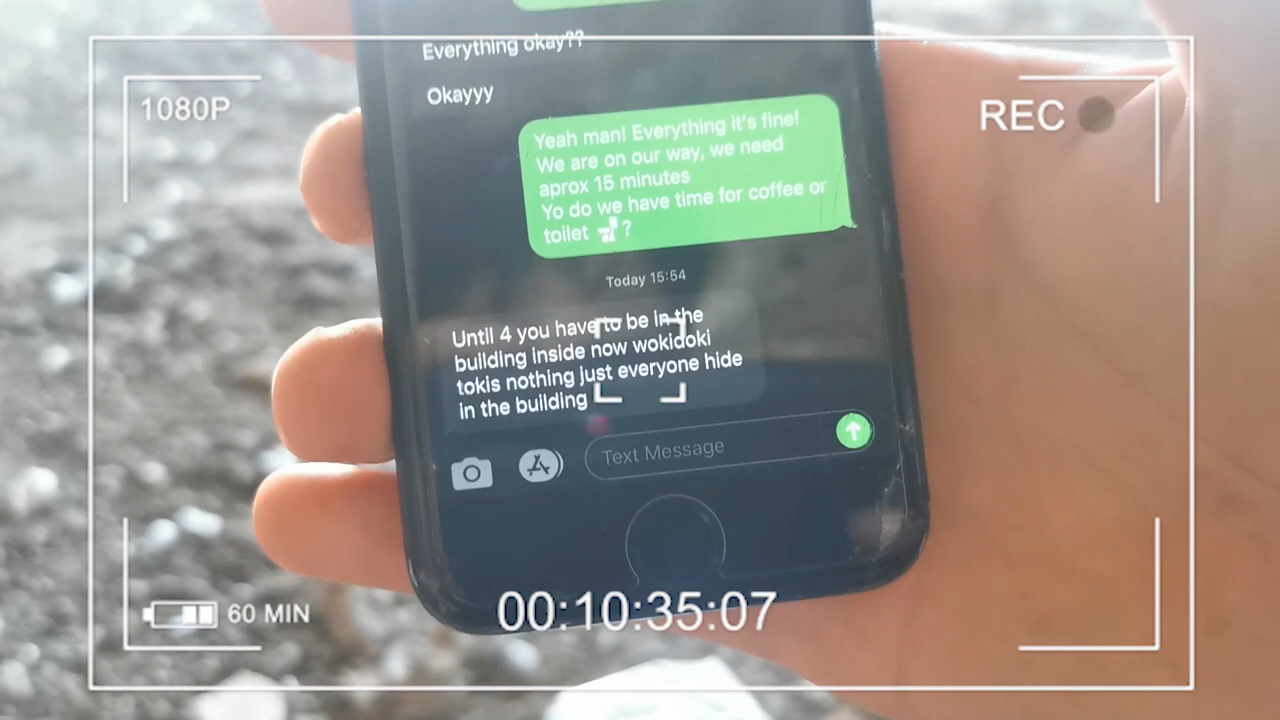 Everything okay??
1080P
Okayyy
REC
Yeah man! Everything it's fine!
We are on our way, we need
aprox 15 minutes
Yo do we have time for coffee or
toilet 🚽?
Today 15:54
Until 4 you have to be in the
building inside now wokidoki
tokis nothing just everyone hide
in the building
Text Message
60 MIN
00:10:35:07